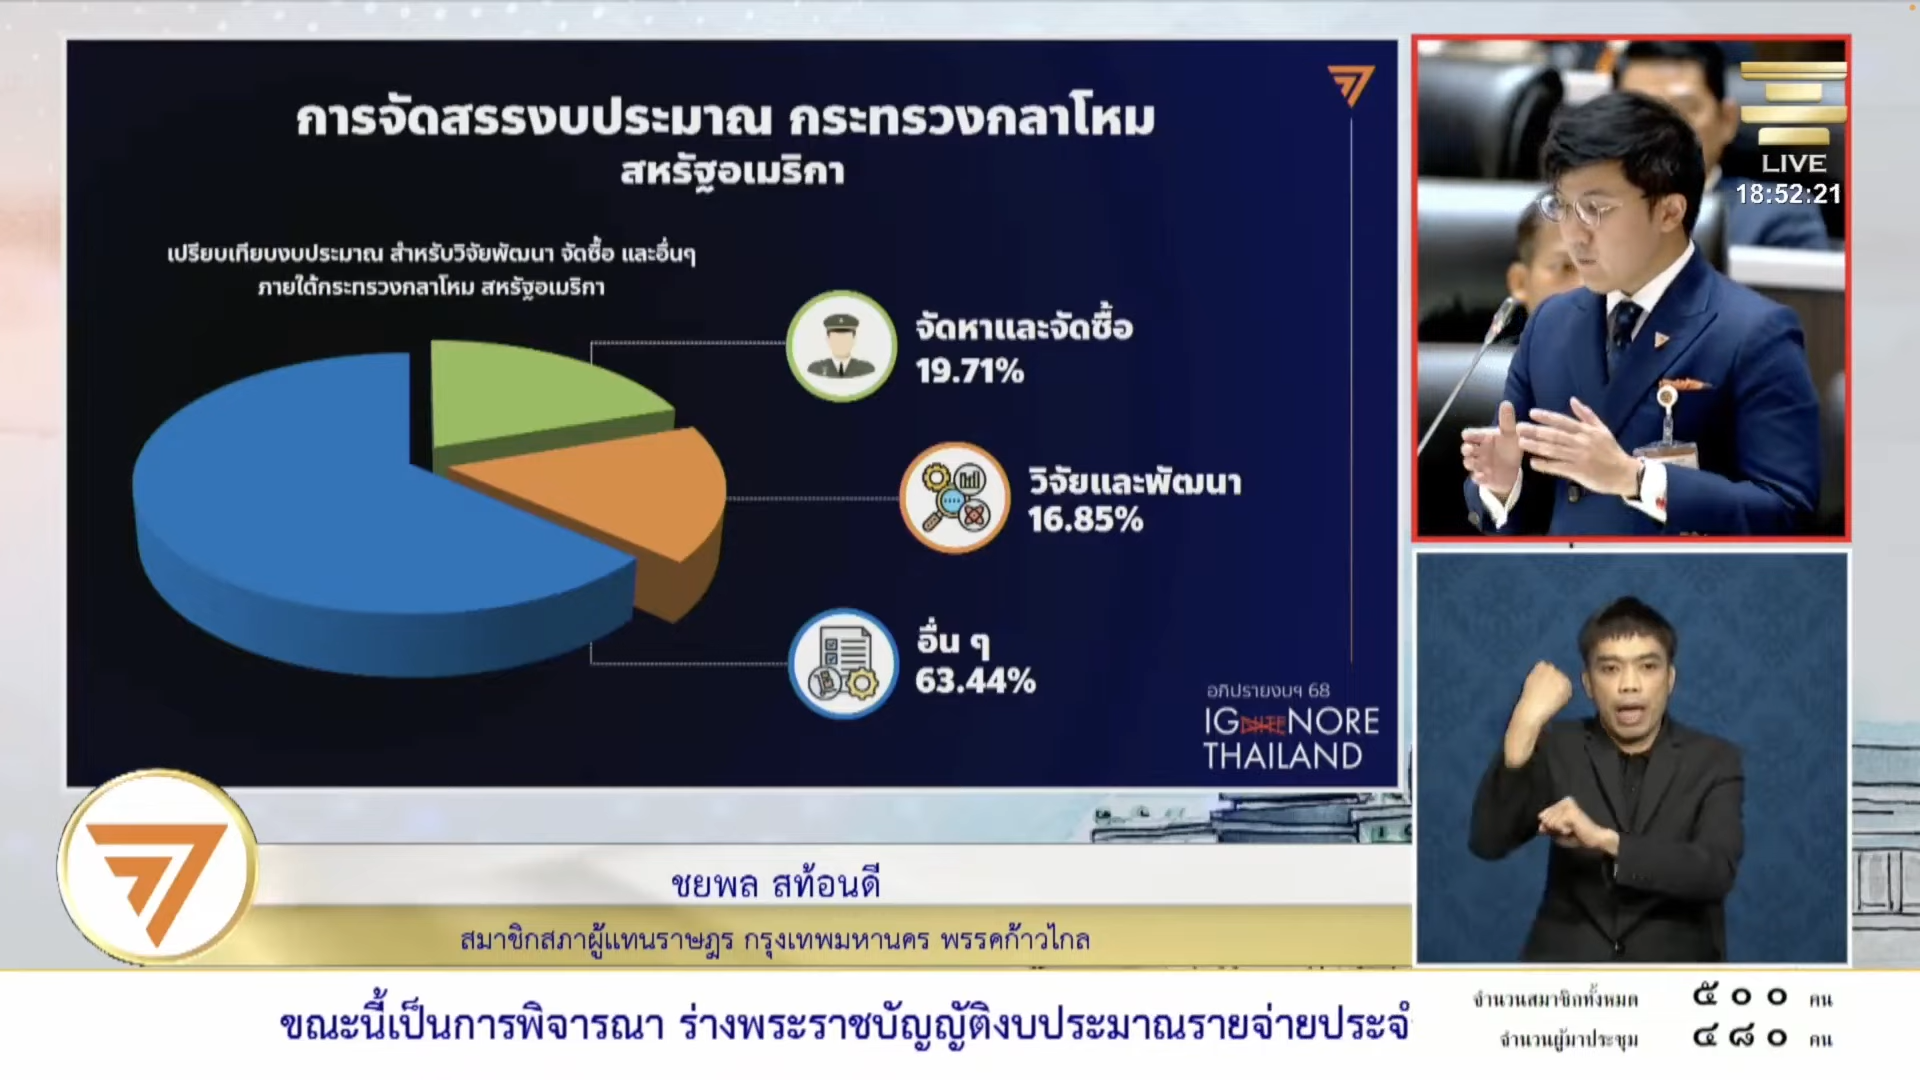 การจัดสรรงบประมาณ กระทรวงกลาโหม
สหรัฐอเมริกา
เปรียบเทียบงบประมาณ สำหรับวิจัยพัฒนา จัดซื้อ และอื่นๆ
ภายใต้กระทรวงกลาโหม สหรัฐอเมริกา
จัดหาและจัดซื้อ
19.71%
วิจัยและพัฒนา
16.85%
อื่น ๆ
63.44%
อภิปรายงบฯ 68
IGNITENORE
THAILAND
LIVE
18:52:21
ชยพล สท้อนดี
สมาชิกสภาผู้แทนราษฎร กรุงเทพมหานคร พรรคก้าวไกล
ขณะนี้เป็นการพิจารณา ร่างพระราชบัญญัติงบประมาณรายจ่ายประจำ
จำนวนสมาชิกทั้งหมด ๕๐๐ คน
จำนวนผู้มาประชุม ๔๘๐ คน